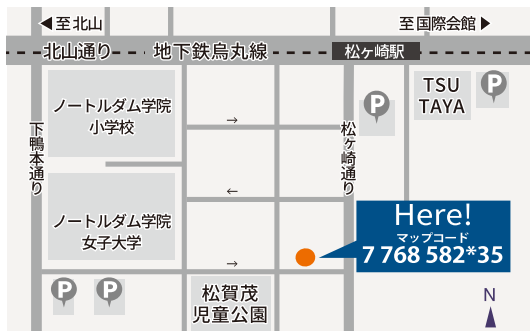 ◀至北山
至国際会館▶
北山通り
地下鉄烏丸線
松ヶ崎駅
ノートルダム学院
小学校
P
TSU
TAYA
P
下鴨本通り
松ヶ崎通り
→
←
ノートルダム学院
女子大学
Here!
マップコード
7 768 582*35
→
P
P
松賀茂
児童公園
N